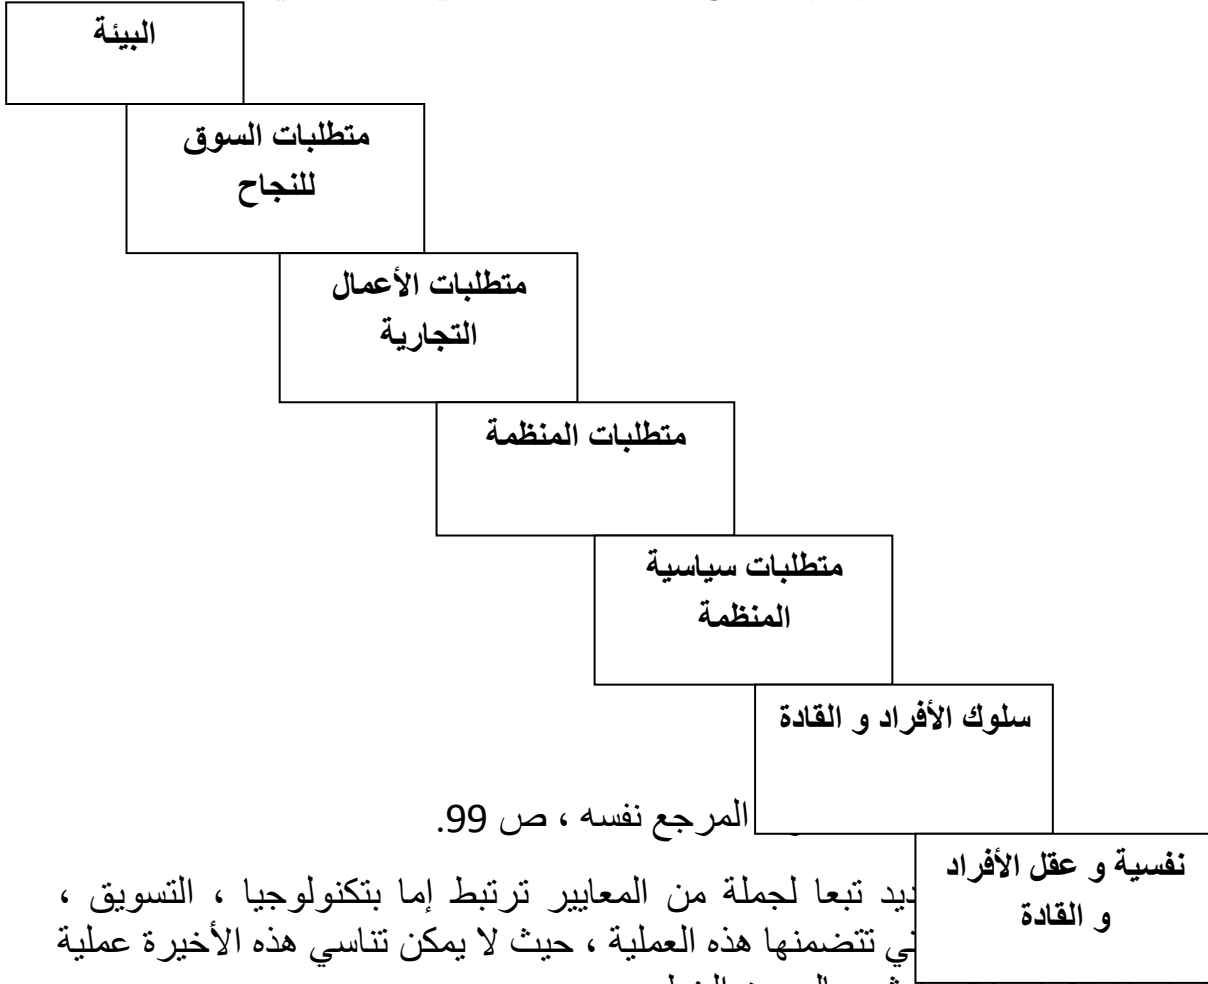 البيئة
متطلبات السوق
للنجاح
متطلبات الأعمال
التجارية
متطلبات المنظمة
متطلبات سياسية
المنظمة
سلوك الأفراد و القادة
المرجع نفسه ، ص 99.
نفسية و عقل الأفراد
و القادة
تبعا لجملة من المعايير ترتبط إما بتكنولوجيا ، التسويق ،
تتضمنها هذه العملية ، حيث لا يمكن تناسي هذه الأخيرة عملية